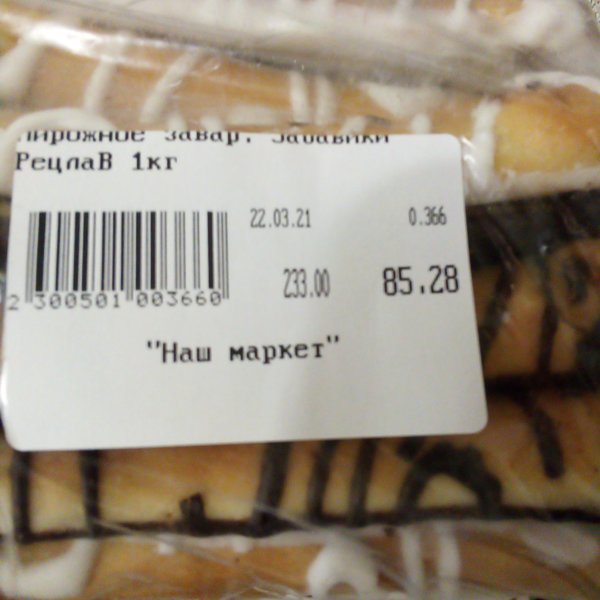 Пирожное завар. Забавики
РецлаВ 1кг
22.03.21 0.366
233.00 85.28
2 300501 003660
"Наш маркет"